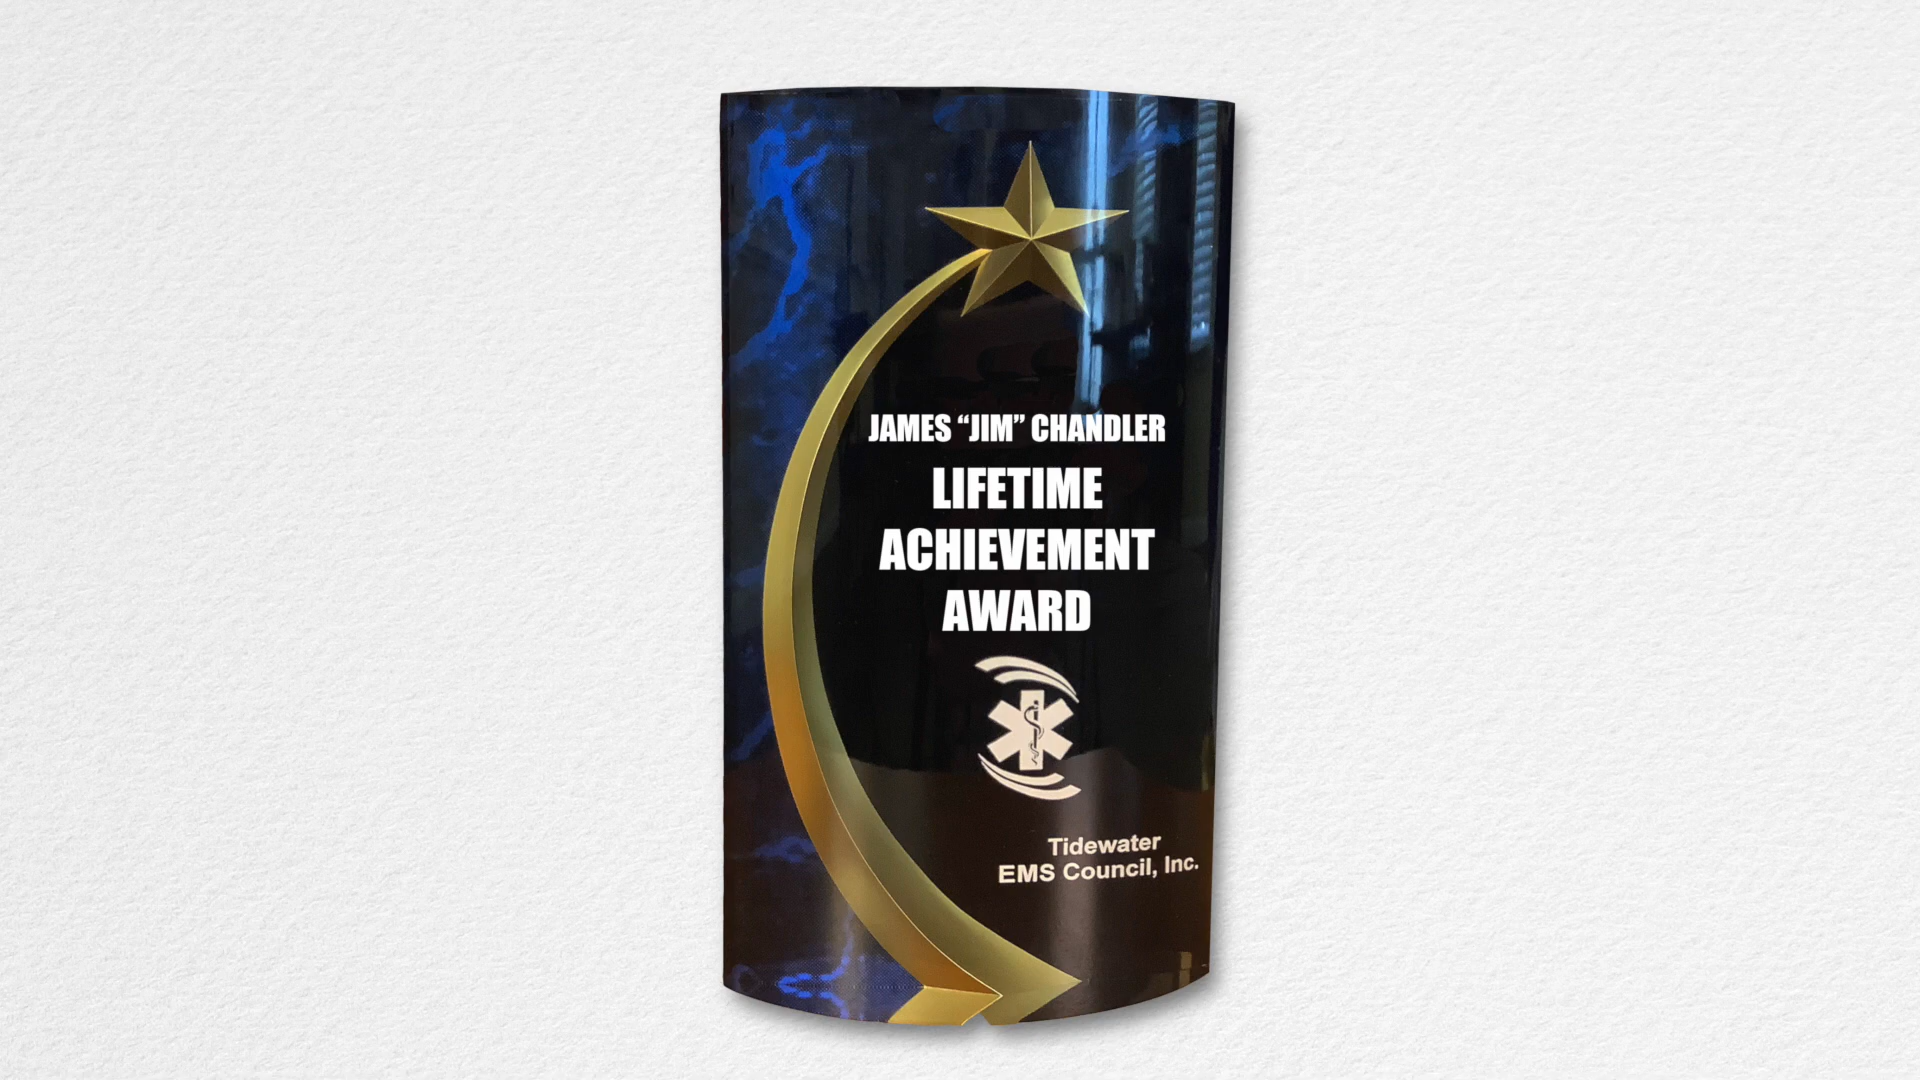 JAMES “JIM” CHANDLER
LIFETIME
ACHIEVEMENT
AWARD
Tidewater
EMS Council, Inc.